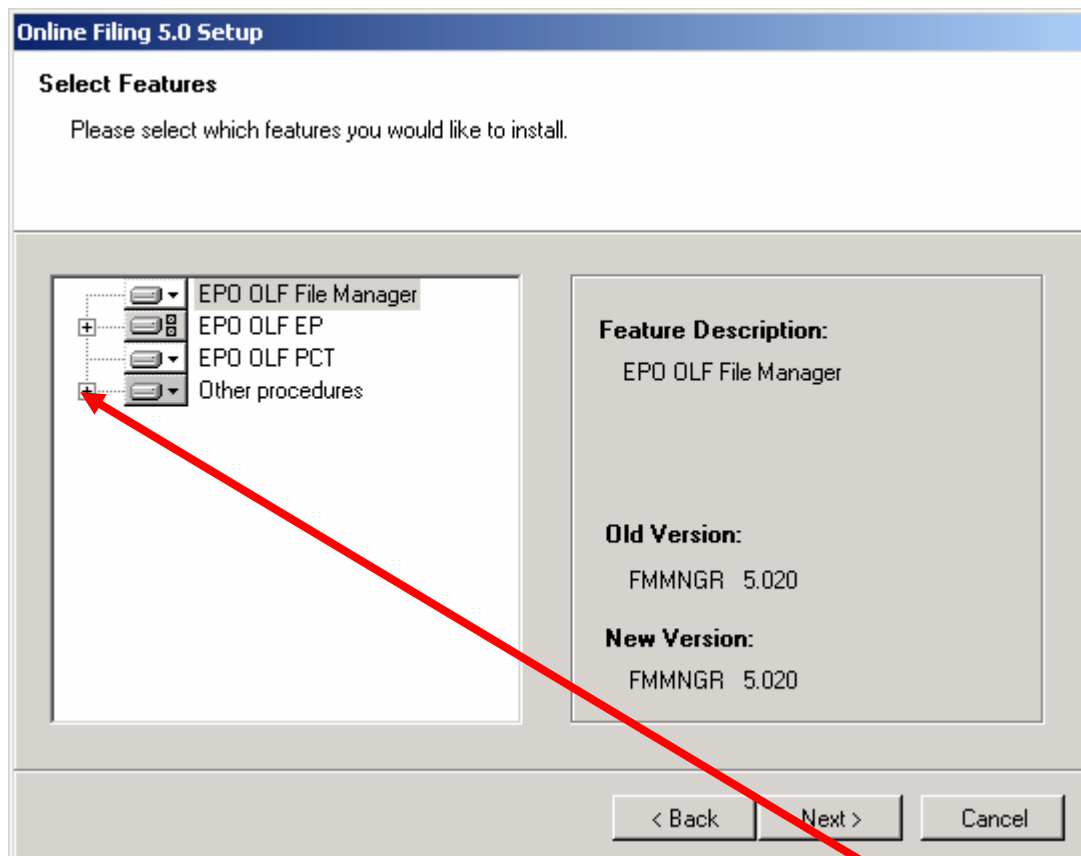 Online Filing 5.0 Setup
Select Features
Please select which features you would like to install.
EPO OLF File Manager
EPO OLF EP
EPO OLF PCT
Other procedures
Feature Description:
EPO OLF File Manager
Old Version:
FMMNGR 5.020
New Version:
FMMNGR 5.020
< Back
Next >
Cancel